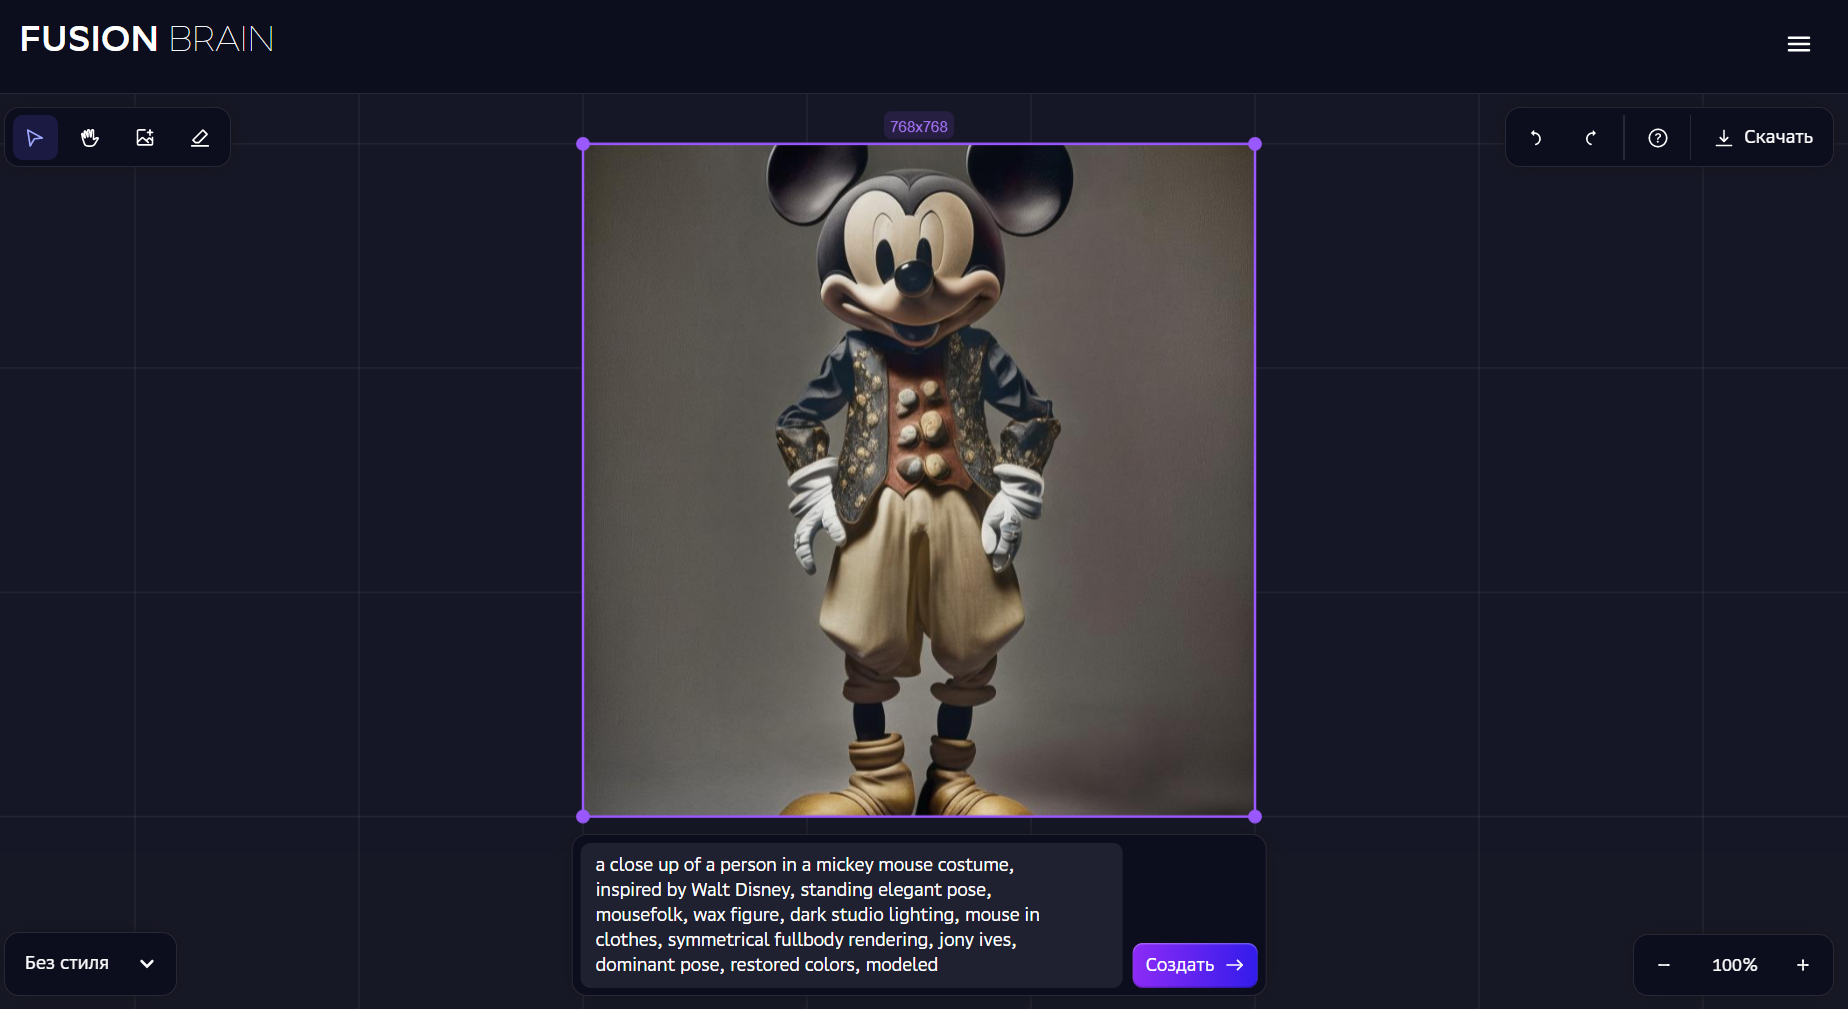 FUSION BRAIN
768x768
Скачать
a close up of a person in a mickey mouse costume,
inspired by Walt Disney, standing elegant pose,
mousefolk, wax figure, dark studio lighting, mouse in
clothes, symmetrical fullbody rendering, jony ives,
dominant pose, restored colors, modeled
Создать
Без стиля
100%